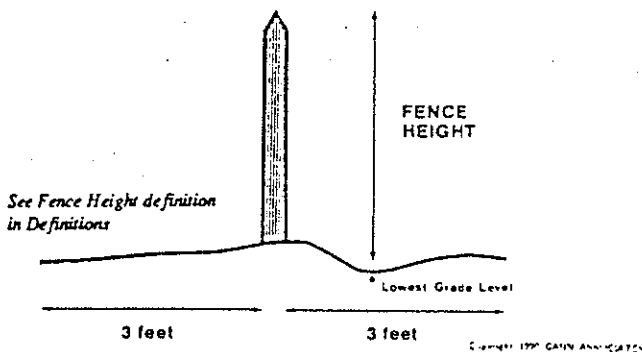 FENCE
HEIGHT
See Fence Height definition
in Definitions
Lowest Grade Level
3 feet
3 feet